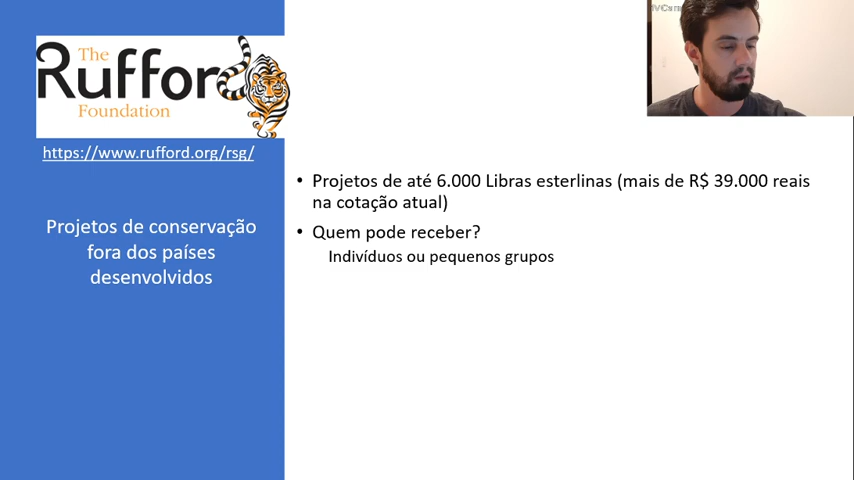 The
Rufford
Foundation
https://www.rufford.org/rsg/
Projetos de conservação
fora dos países
desenvolvidos
• Projetos de até 6.000 Libras esterlinas (mais de R$ 39.000 reais
na cotação atual)
• Quem pode receber?
Indivíduos ou pequenos grupos